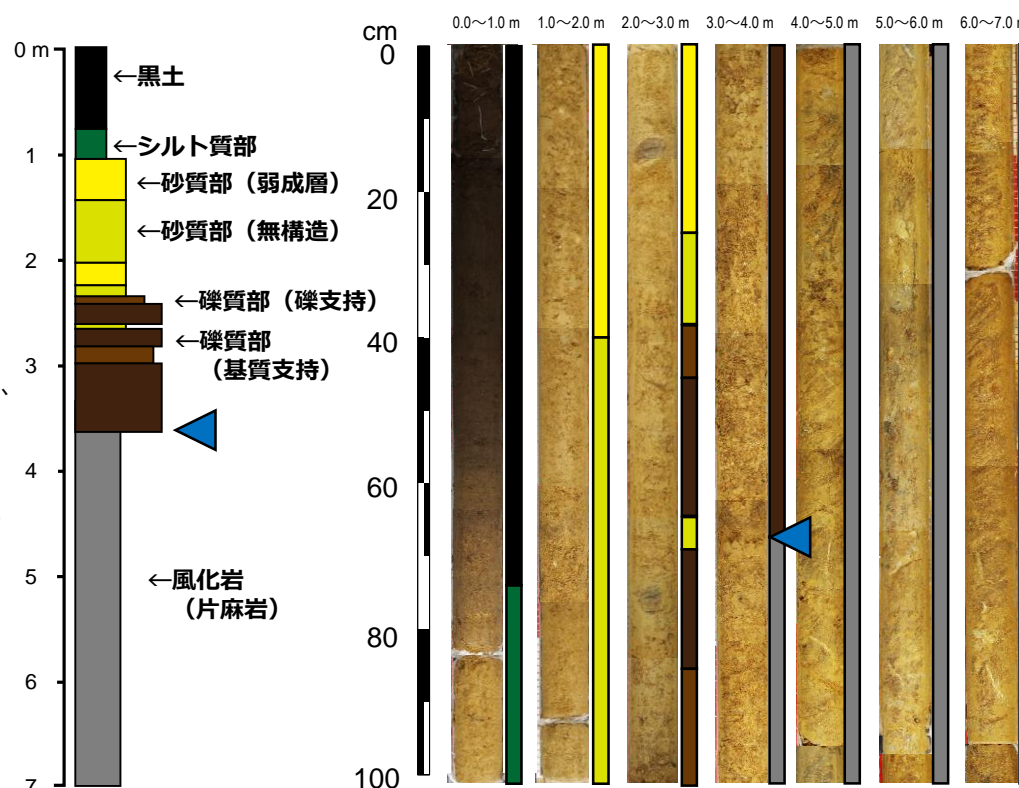 0 m
1
2
3
4
5
6
7
←黒土
←シルト質部
←砂質部（弱成層）
←砂質部（無構造）
←礫質部（礫支持）
←礫質部
（基質支持）
←風化岩
（片麻岩）
、
cm
0
20
40
60
80
100
0.0～1.0 m
1.0～2.0 m
2.0～3.0 m
3.0～4.0 m
4.0～5.0 m
5.0～6.0 m
6.0～7.0